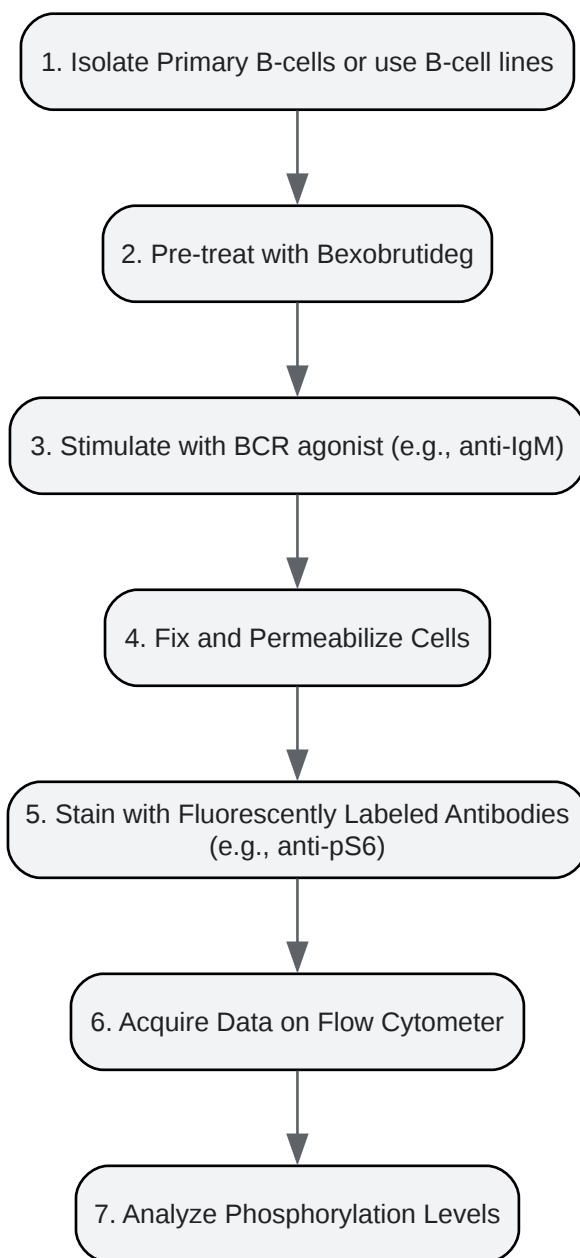 1. Isolate Primary B-cells or use B-cell lines
2. Pre-treat with Bexobrutideg
3. Stimulate with BCR agonist (e.g., anti-IgM)
4. Fix and Permeabilize Cells
5. Stain with Fluorescently Labeled Antibodies
(e.g., anti-pS6)
6. Acquire Data on Flow Cytometer
7. Analyze Phosphorylation Levels